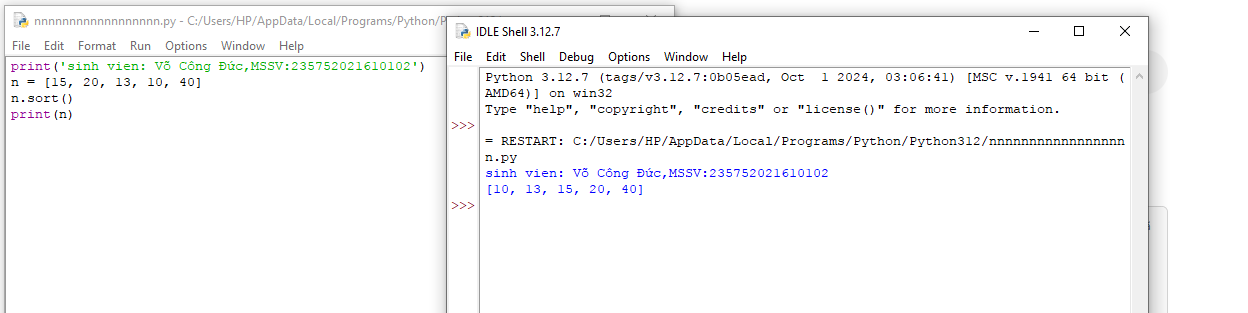 nnnnnnnnnnnnnnnnnn.py - C:/Users/HP/AppData/Local/Programs/Python/P
File Edit Format Run Options Window Help
print('sinh vien: Võ Công Đức,MSSV:235752021610102')
n = [15, 20, 13, 10, 40]
n.sort()
print(n)
IDLE Shell 3.12.7
File Edit Shell Debug Options Window Help
Python 3.12.7 (tags/v3.12.7:0b05ead, Oct 1 2024, 03:06:41) [MSC v.1941 64 bit (
AMD64)] on win32
Type "help", "copyright", "credits" or "license()" for more information.
>>>
= RESTART: C:/Users/HP/AppData/Local/Programs/Python/Python312/nnnnnnnnnnnnnnnnn
n.py
sinh vien: Võ Công Đức,MSSV:235752021610102
[10, 13, 15, 20, 40]
>>>